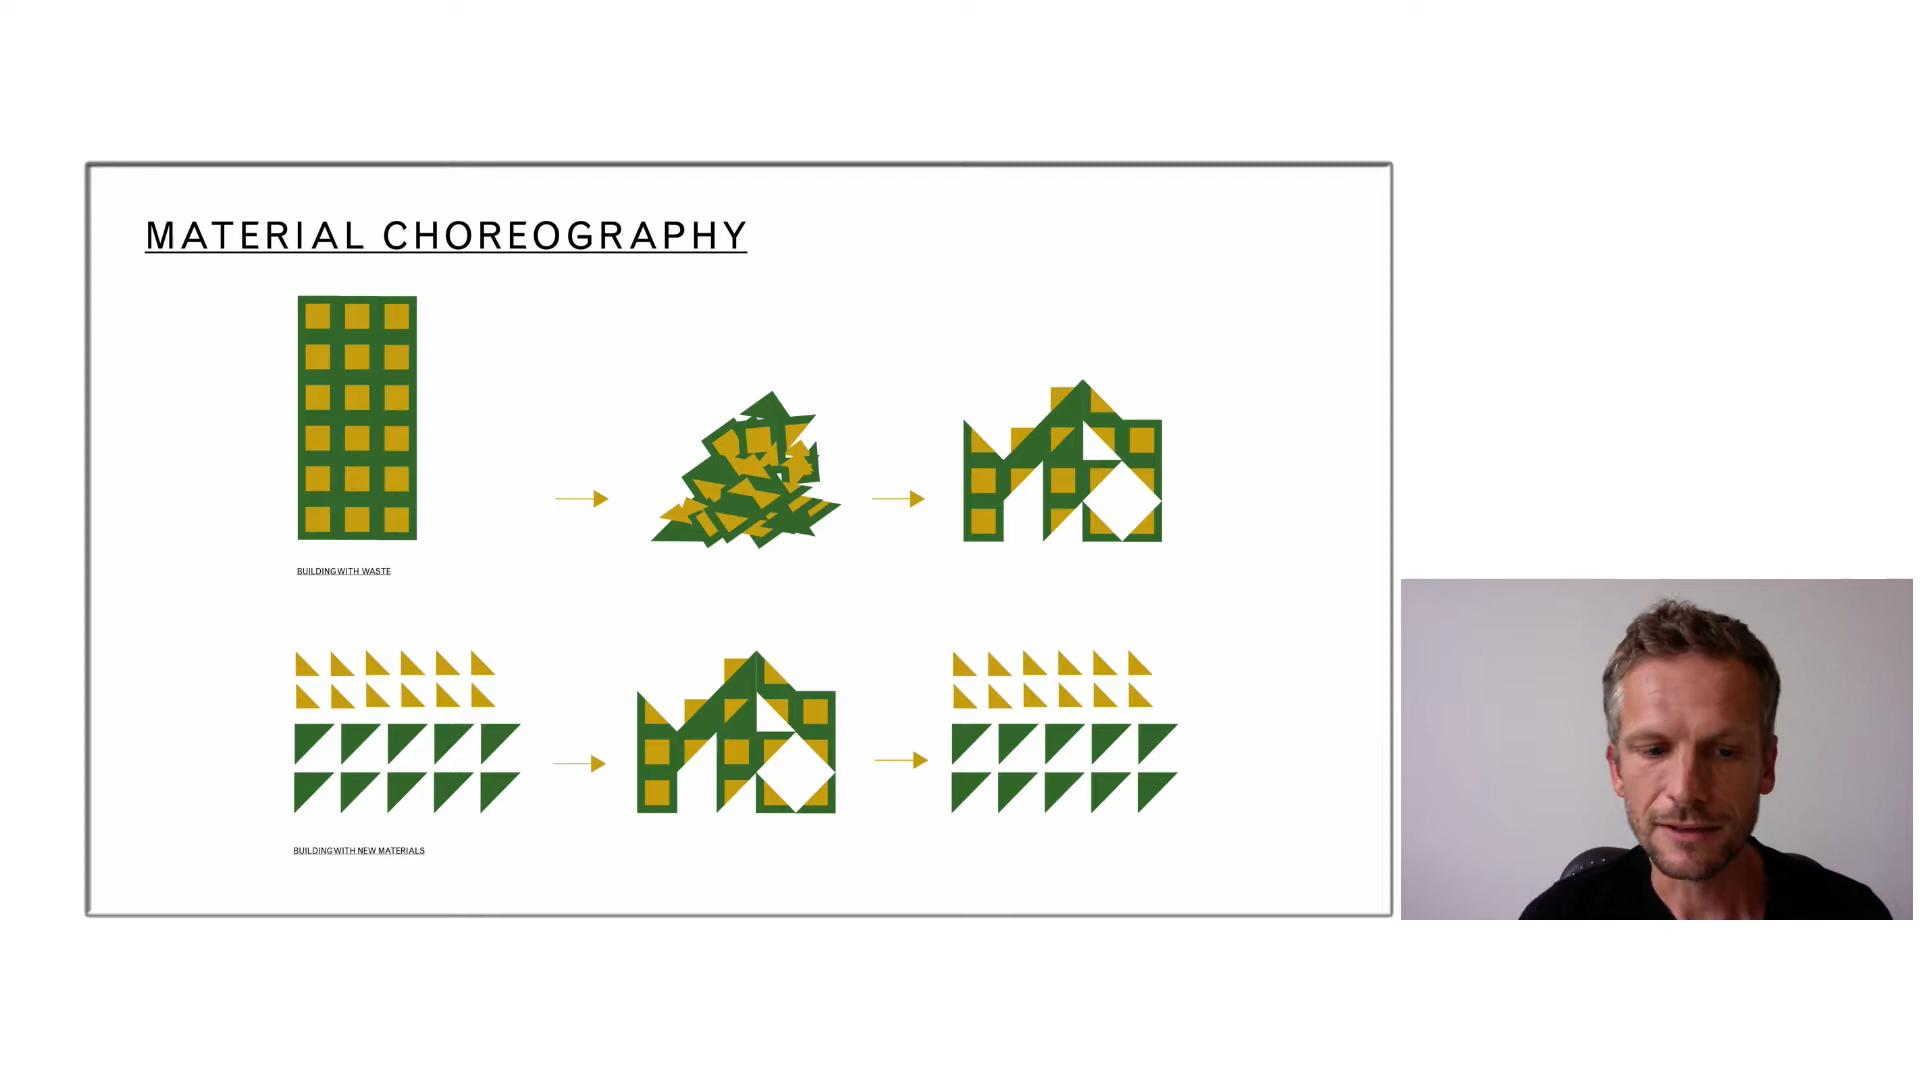 MATERIAL CHOREOGRAPHY
BUILDING WITH WASTE
BUILDING WITH NEW MATERIALS